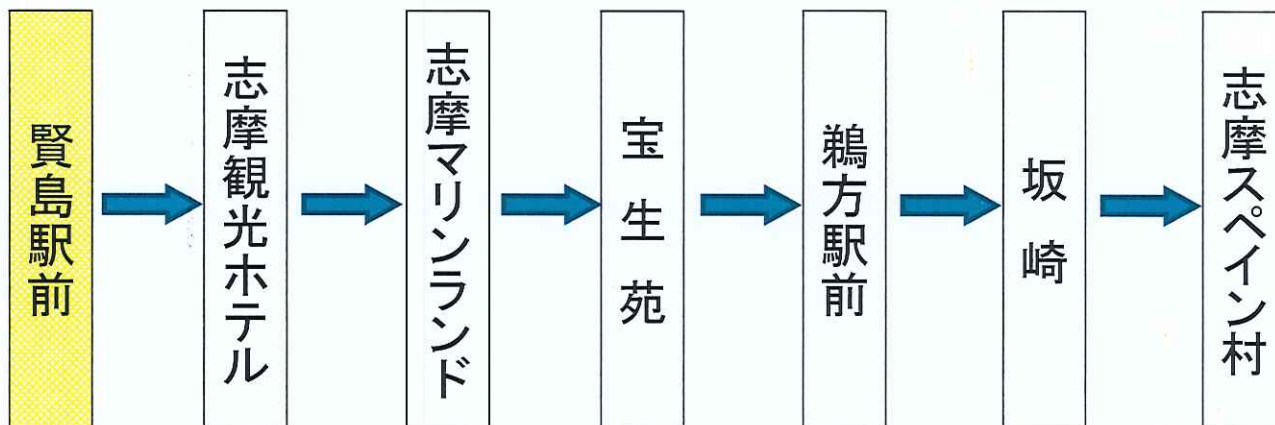 賢島駅前
志摩観光ホテル
志摩マリンランド
宝生苑
鵜方駅前
坂崎
志摩スペイン村